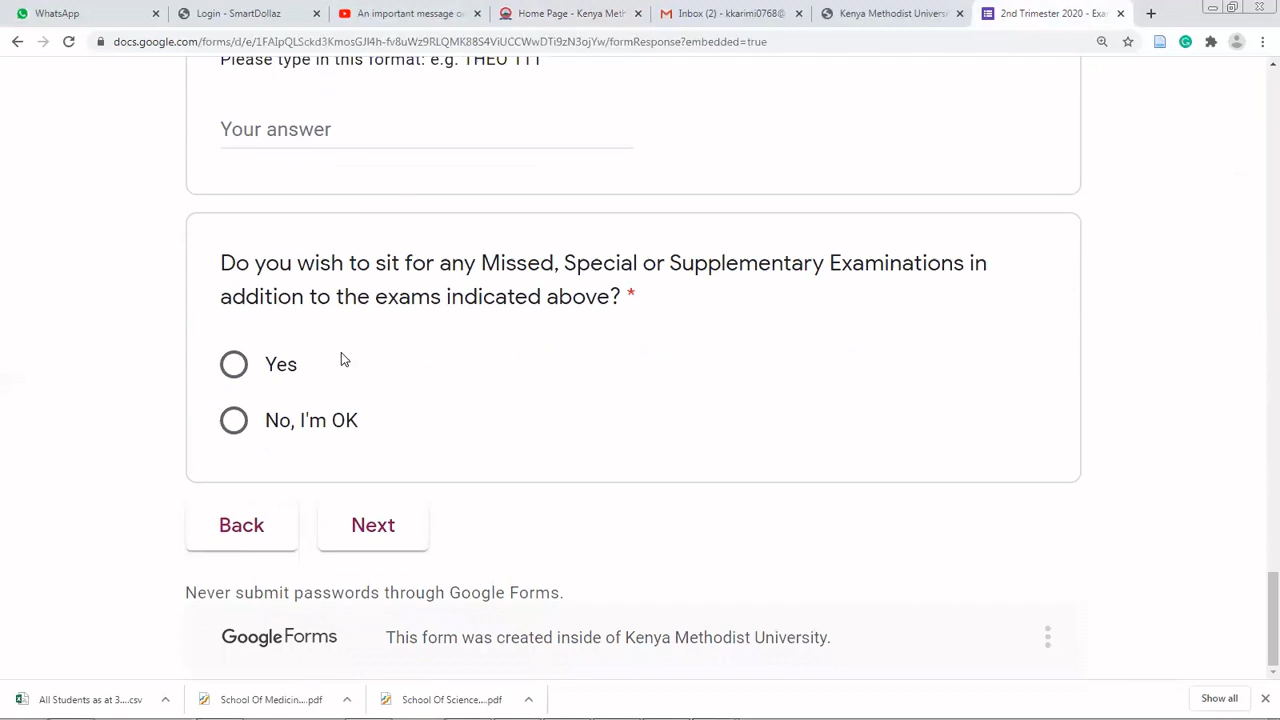 WhatsApp
Login - SmartDollaz
An important message o
Home Page - Kenya Met
Inbox (2) - kkarimi0768@
Kenya Methodist Univers
2nd Trimester 2020 - Exa
docs.google.com/forms/d/e/1FAIpQLSckd3KmosGJl4h-fv8uWz9RLQMK88S4ViUCCWwDTi9zN3ojYw/formResponse?embedded=true
Please type in this format: e.g. THEO 111
Your answer
Do you wish to sit for any Missed, Special or Supplementary Examinations in
addition to the exams indicated above? *
Yes
No, I'm OK
Back
Next
Never submit passwords through Google Forms.
Google Forms
This form was created inside of Kenya Methodist University.
All Students as at 3....csv
School Of Medicin....pdf
School Of Science....pdf
Show all